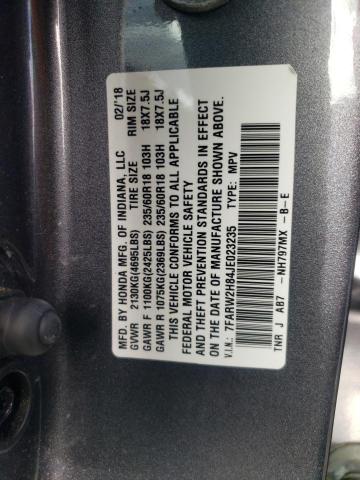 MFD. BY HONDA MFG. OF INDIANA, LLC 02/'18
GVWR 2130KG(4695LBS) TIRE SIZE RIM SIZE
GAWR F 1100KG(2425LBS) 235/60R18 103H 18X7.5J
GAWR R 1075KG(2369LBS) 235/60R18 103H 18X7.5J
THIS VEHICLE CONFORMS TO ALL APPLICABLE
FEDERAL MOTOR VEHICLE SAFETY
AND THEFT PREVENTION STANDARDS IN EFFECT
ON THE DATE OF MANUFACTURE SHOWN ABOVE.
V.I.N.: 7FARW2H84JE023235 TYPE: MPV
TNR J AB7 -NH797MX -B-E